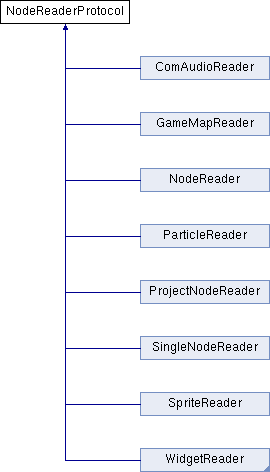 NodeReaderProtocol
ComAudioReader
GameMapReader
NodeReader
ParticleReader
ProjectNodeReader
SingleNodeReader
SpriteReader
WidgetReader